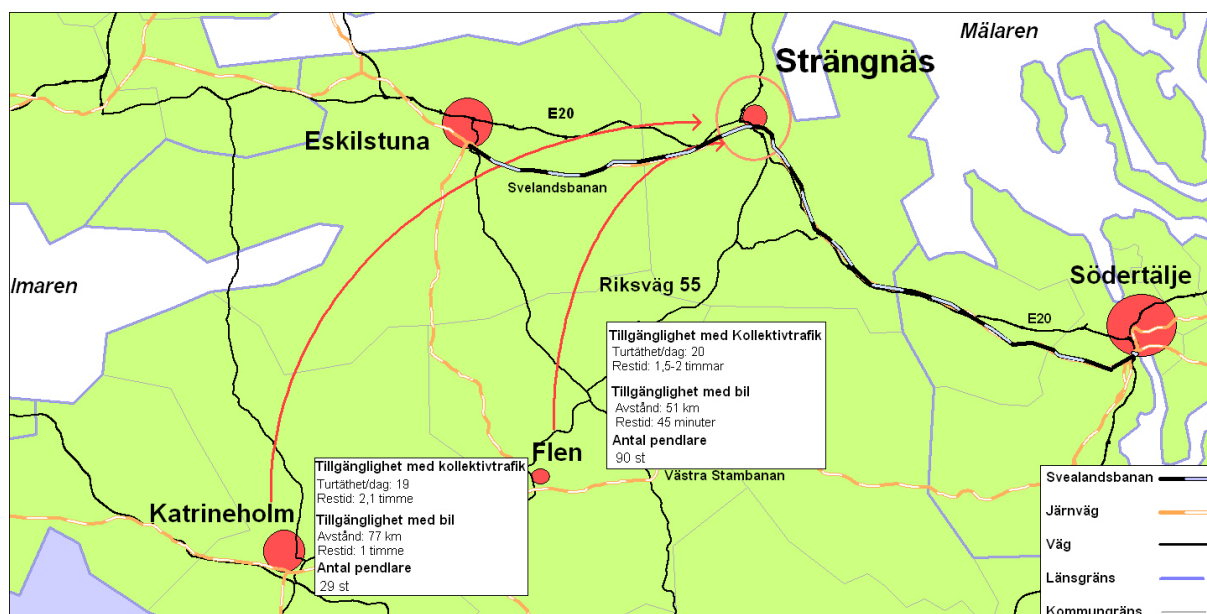 Mälaren
Strängnäs
E20
Eskilstuna
Svelandsbanan
lmaren
Riksväg 55
Södertälje
E20
Tillgänglighet med Kollektivtrafik
Turtäthet/dag: 20
Restid: 1,5-2 timmar
Tillgänglighet med bil
Avstånd: 51 km
Restid: 45 minuter
Antal pendlare
90 st
Flen
Västra Stambanan
Tillgänglighet med kollektivtrafik
Turtäthet/dag: 19
Restid: 2,1 timme
Tillgänglighet med bil
Avstånd: 77 km
Restid: 1 timme
Antal pendlare
29 st
Katrineholm
Svealandsbanan
Järnväg
Väg
Länsgräns
Kommungräns